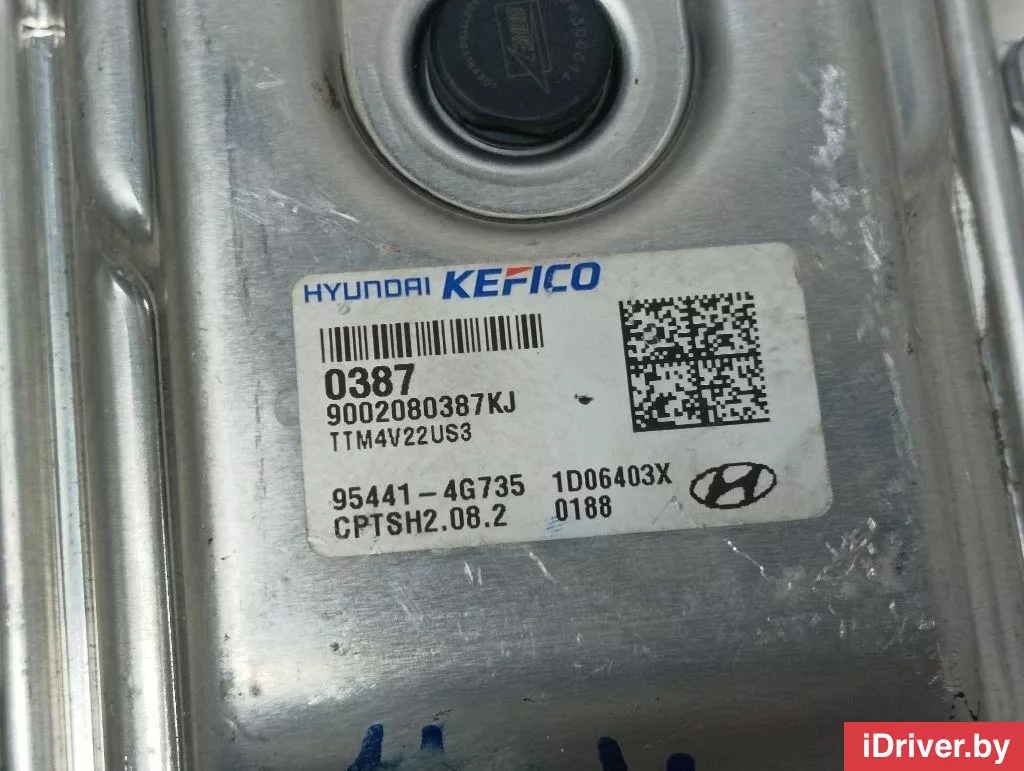 HYUNDAI KEFICO
0387
9002080387KJ
TTM4V22US3
95441-4G735 1D06403X
CPTSH2.08.2 0188
iDriver.by